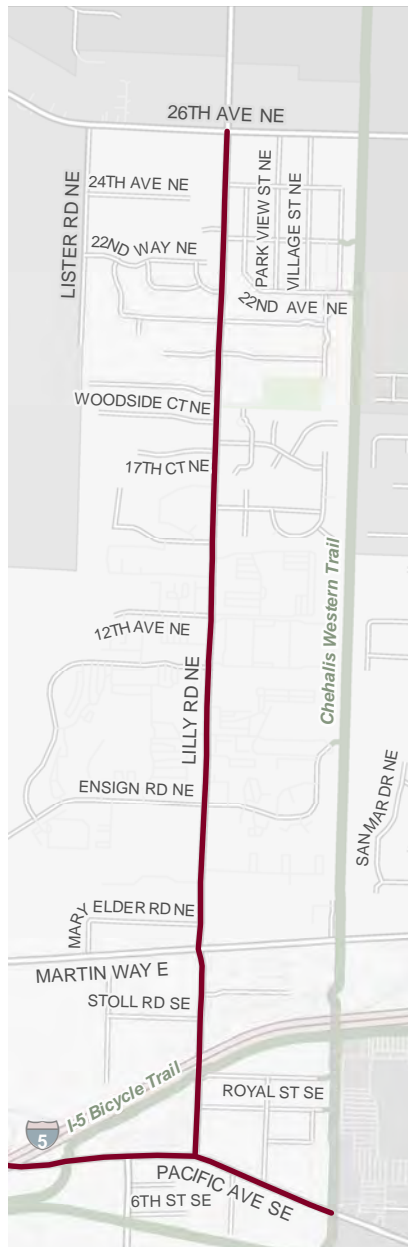 26TH AVE NE
24TH AVE NE
PARK VIEW ST NE
VILLAGE ST NE
LISTER RD NE
22ND WAY NE
22ND AVE NE
WOODSIDE CT NE
17TH CT NE
Chehalis Western Trail
12TH AVE NE
LILLY RD NE
ENSIGN RD NE
SAN MAR DR NE
MARY ELDER RD NE
MARTIN WAY E
STOLL RD SE
I-5 Bicycle Trail
ROYAL ST SE
5
PACIFIC AVE SE
6TH ST SE